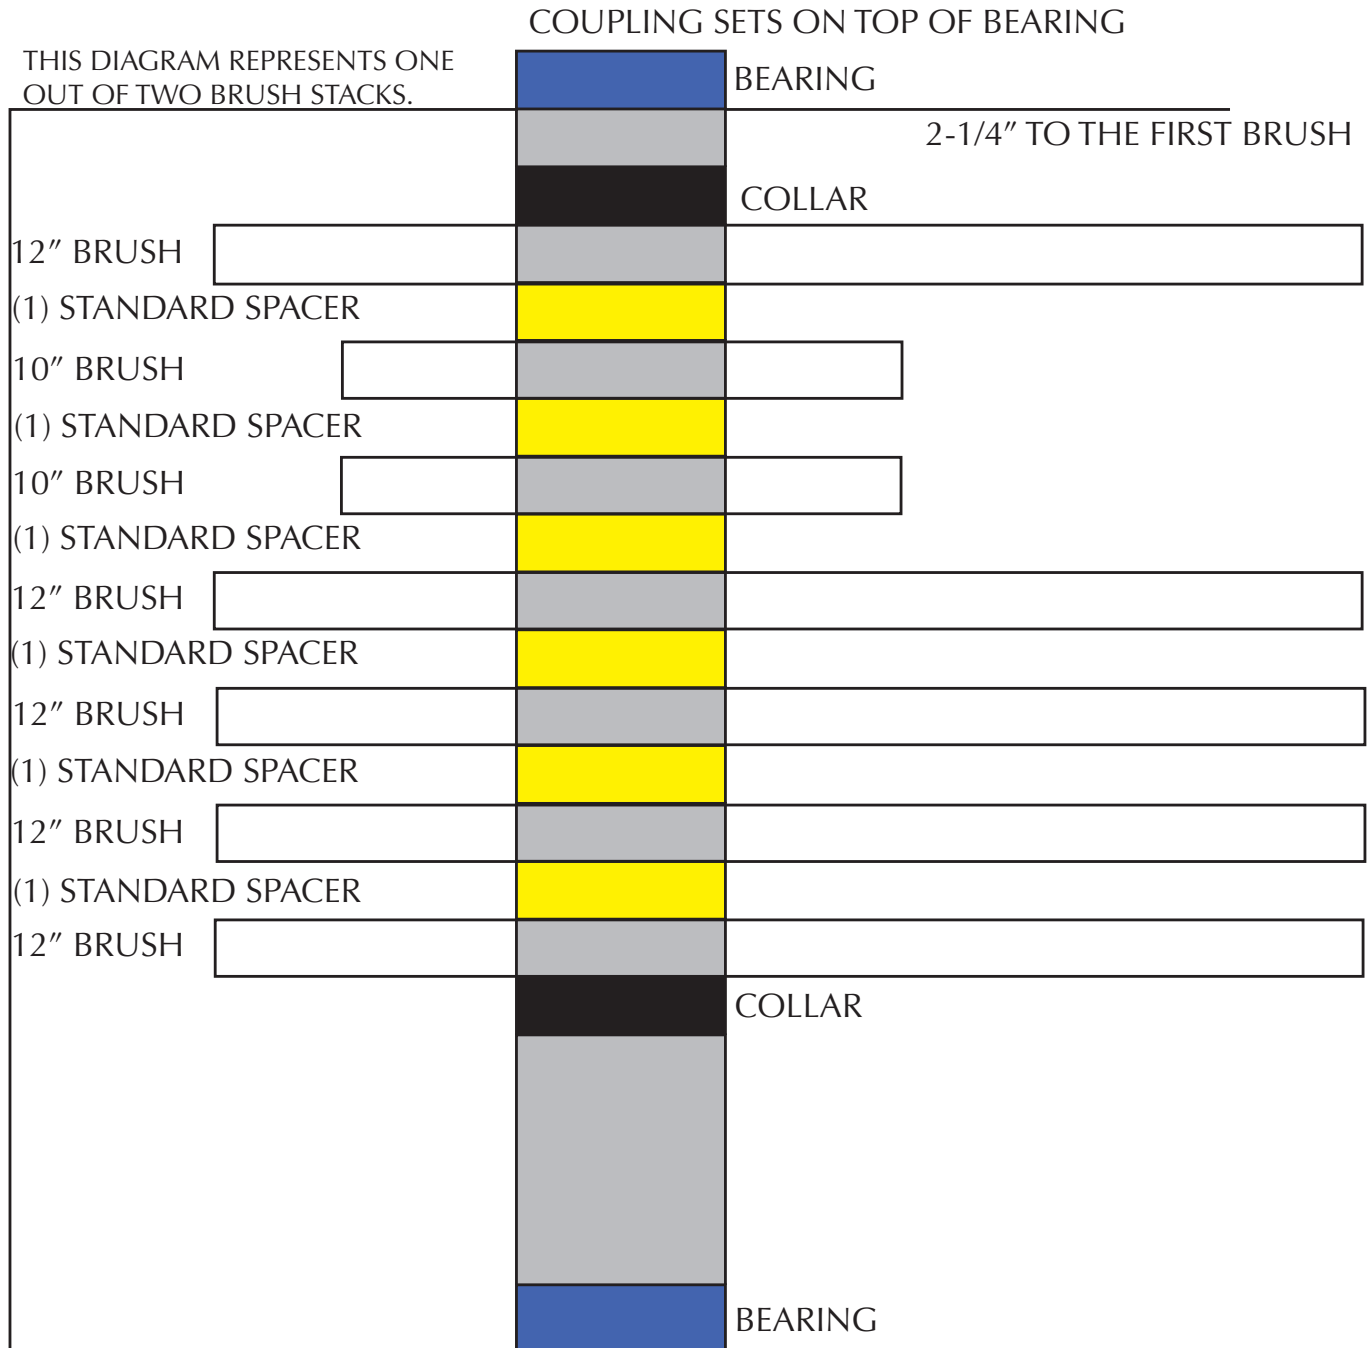 COUPLING SETS ON TOP OF BEARING
THIS DIAGRAM REPRESENTS ONE
OUT OF TWO BRUSH STACKS.
BEARING
2-1/4" TO THE FIRST BRUSH
COLLAR
12" BRUSH
(1) STANDARD SPACER
10" BRUSH
(1) STANDARD SPACER
10" BRUSH
(1) STANDARD SPACER
12" BRUSH
(1) STANDARD SPACER
12" BRUSH
(1) STANDARD SPACER
12" BRUSH
(1) STANDARD SPACER
12" BRUSH
COLLAR
BEARING